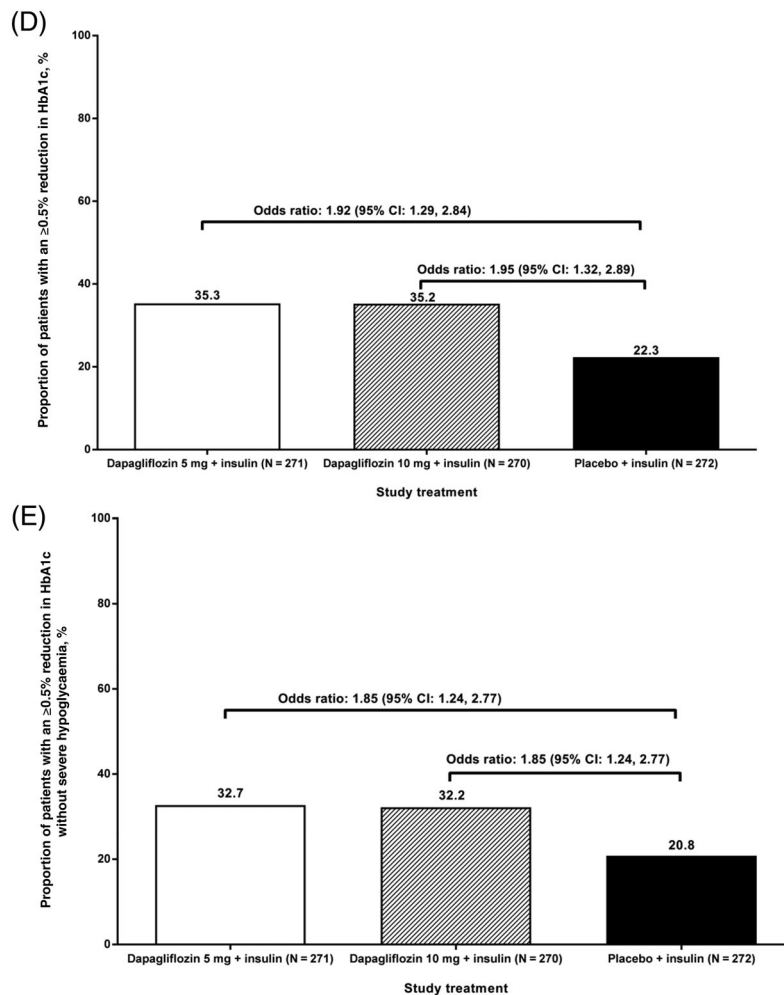 (D)
Proportion of patients with an ≥0.5% reduction in HbA1c, %
100
80
60
40
20
0
Odds ratio: 1.92 (95% CI: 1.29, 2.84)
Odds ratio: 1.95 (95% CI: 1.32, 2.89)
35.3
35.2
22.3
Dapagliflozin 5 mg + insulin (N = 271)
Dapagliflozin 10 mg + insulin (N = 270)
Placebo + insulin (N = 272)
Study treatment
(E)
Proportion of patients with an ≥0.5% reduction in HbA1c
without severe hypoglycaemia, %
100
80
60
40
20
0
Odds ratio: 1.85 (95% CI: 1.24, 2.77)
Odds ratio: 1.85 (95% CI: 1.24, 2.77)
32.7
32.2
20.8
Dapagliflozin 5 mg + insulin (N = 271)
Dapagliflozin 10 mg + insulin (N = 270)
Placebo + insulin (N = 272)
Study treatment